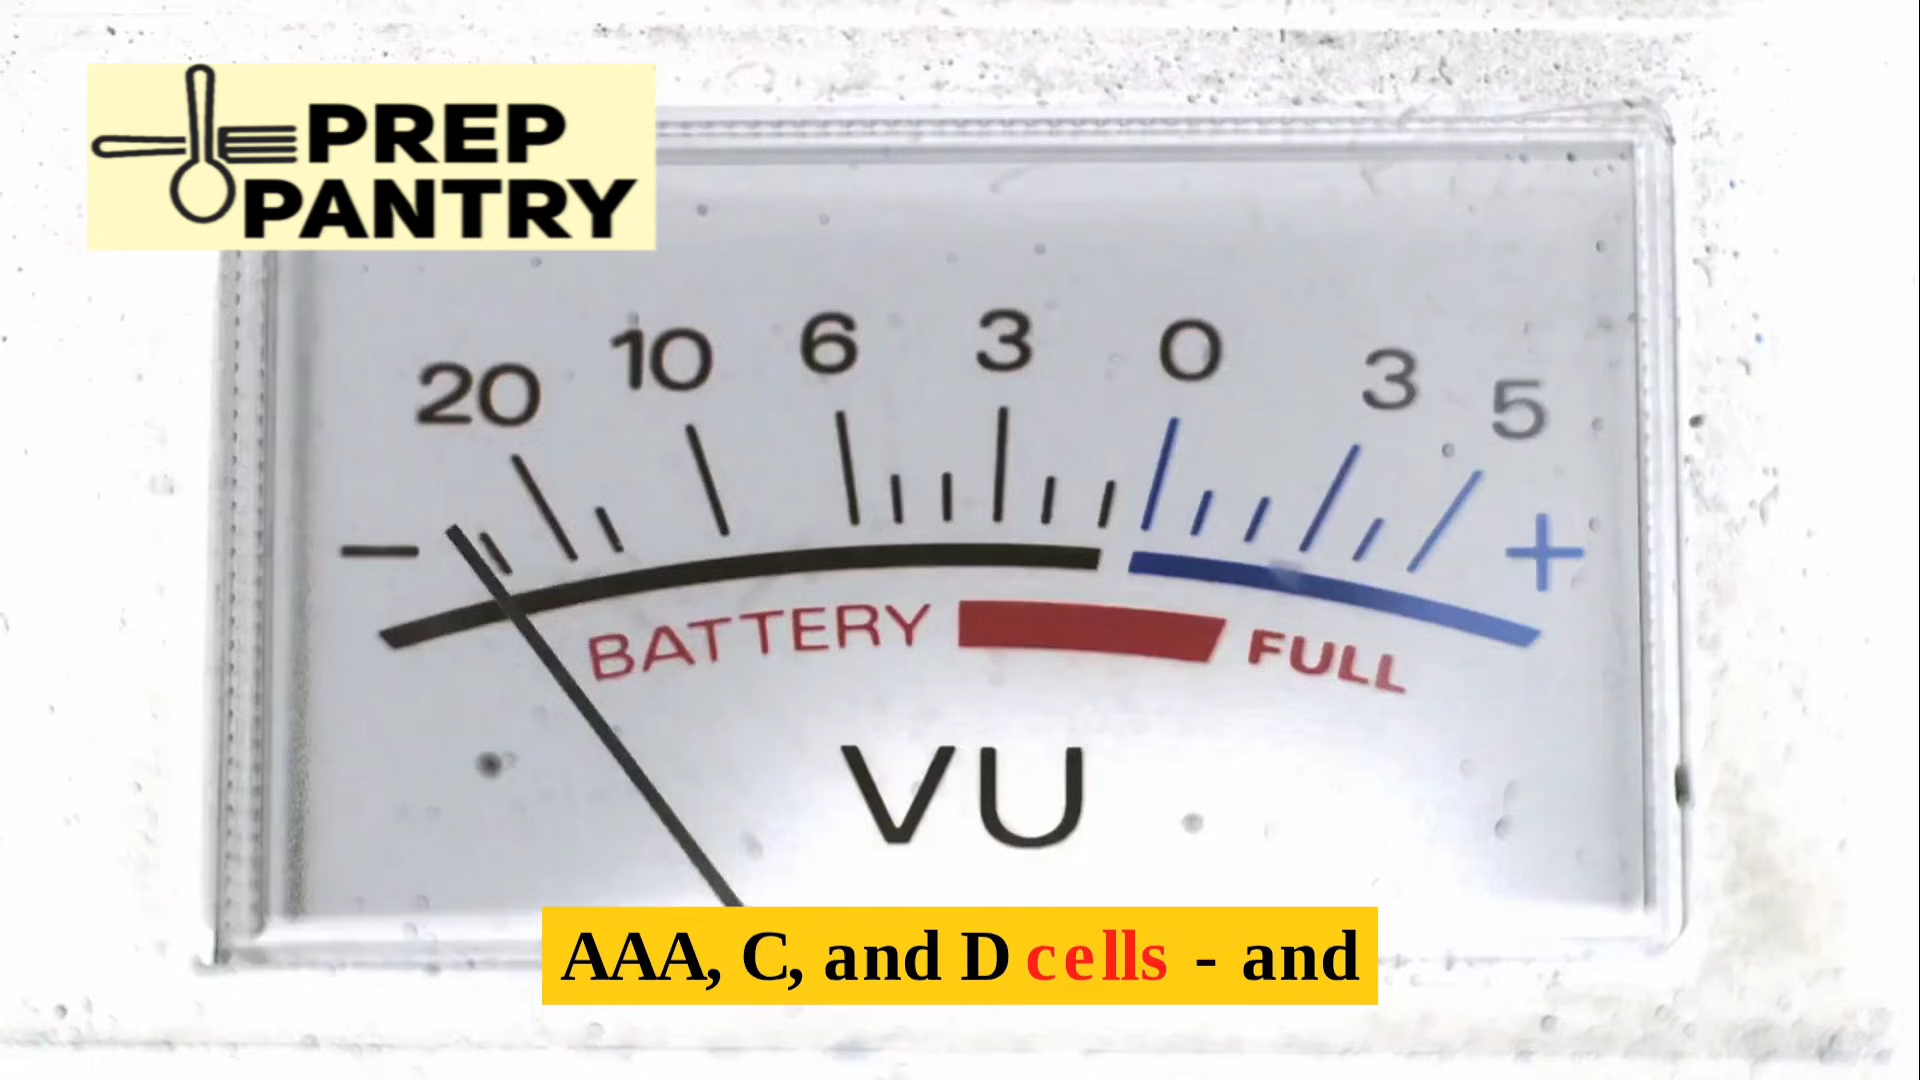 PREP
PANTRY
20 10 6 3 0 3 5
− +
BATTERY FULL
VU
AAA, C, and D cells - and